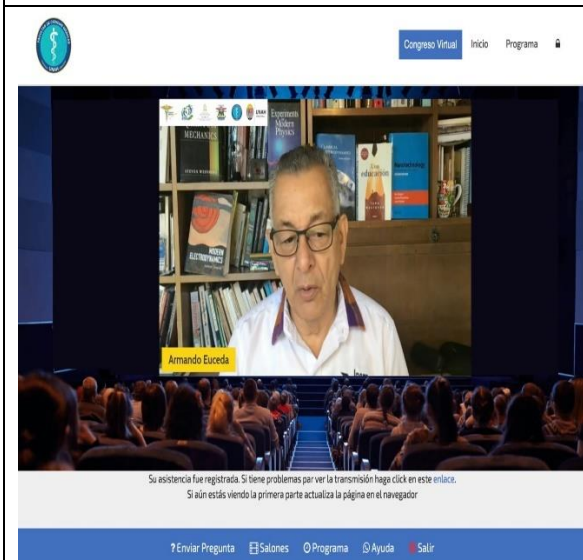 Congreso Virtual Inicio Programa
MECHANICS
Experiments
Modern
Physics
educación
Nanotechnology
MODERN
ELECTRODYNAMICS
Armando Euceda
Su asistencia fue registrada. Si tiene problemas par ver la transmisión haga click en este enlace.
Si aún estás viendo la primera parte actualiza la página en el navegador
? Enviar Pregunta Salones Programa Ayuda Salir